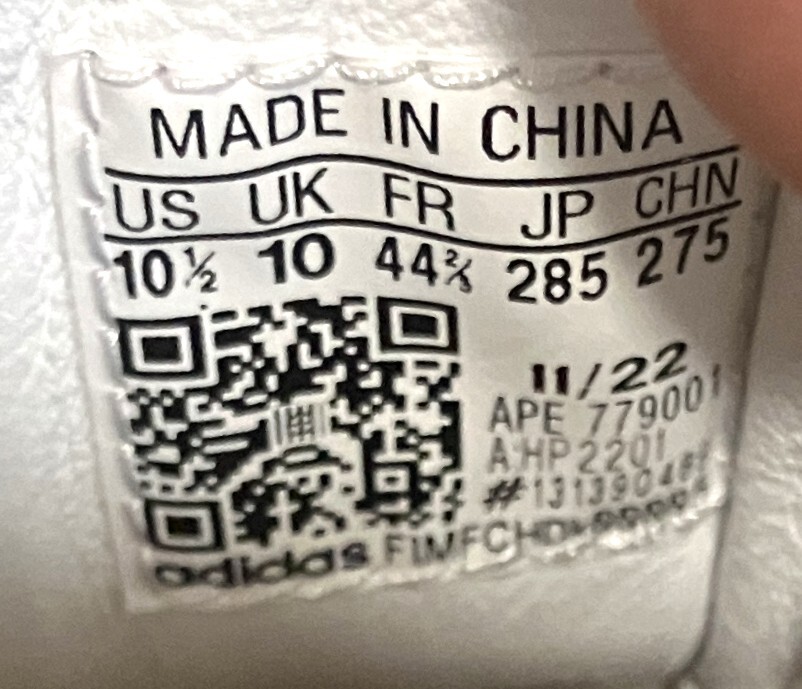 MADE IN CHINA
US UK FR JP CHN
10½ 10 44⅔ 285 275
11/22
APE 779001
A:HP2201
adidas